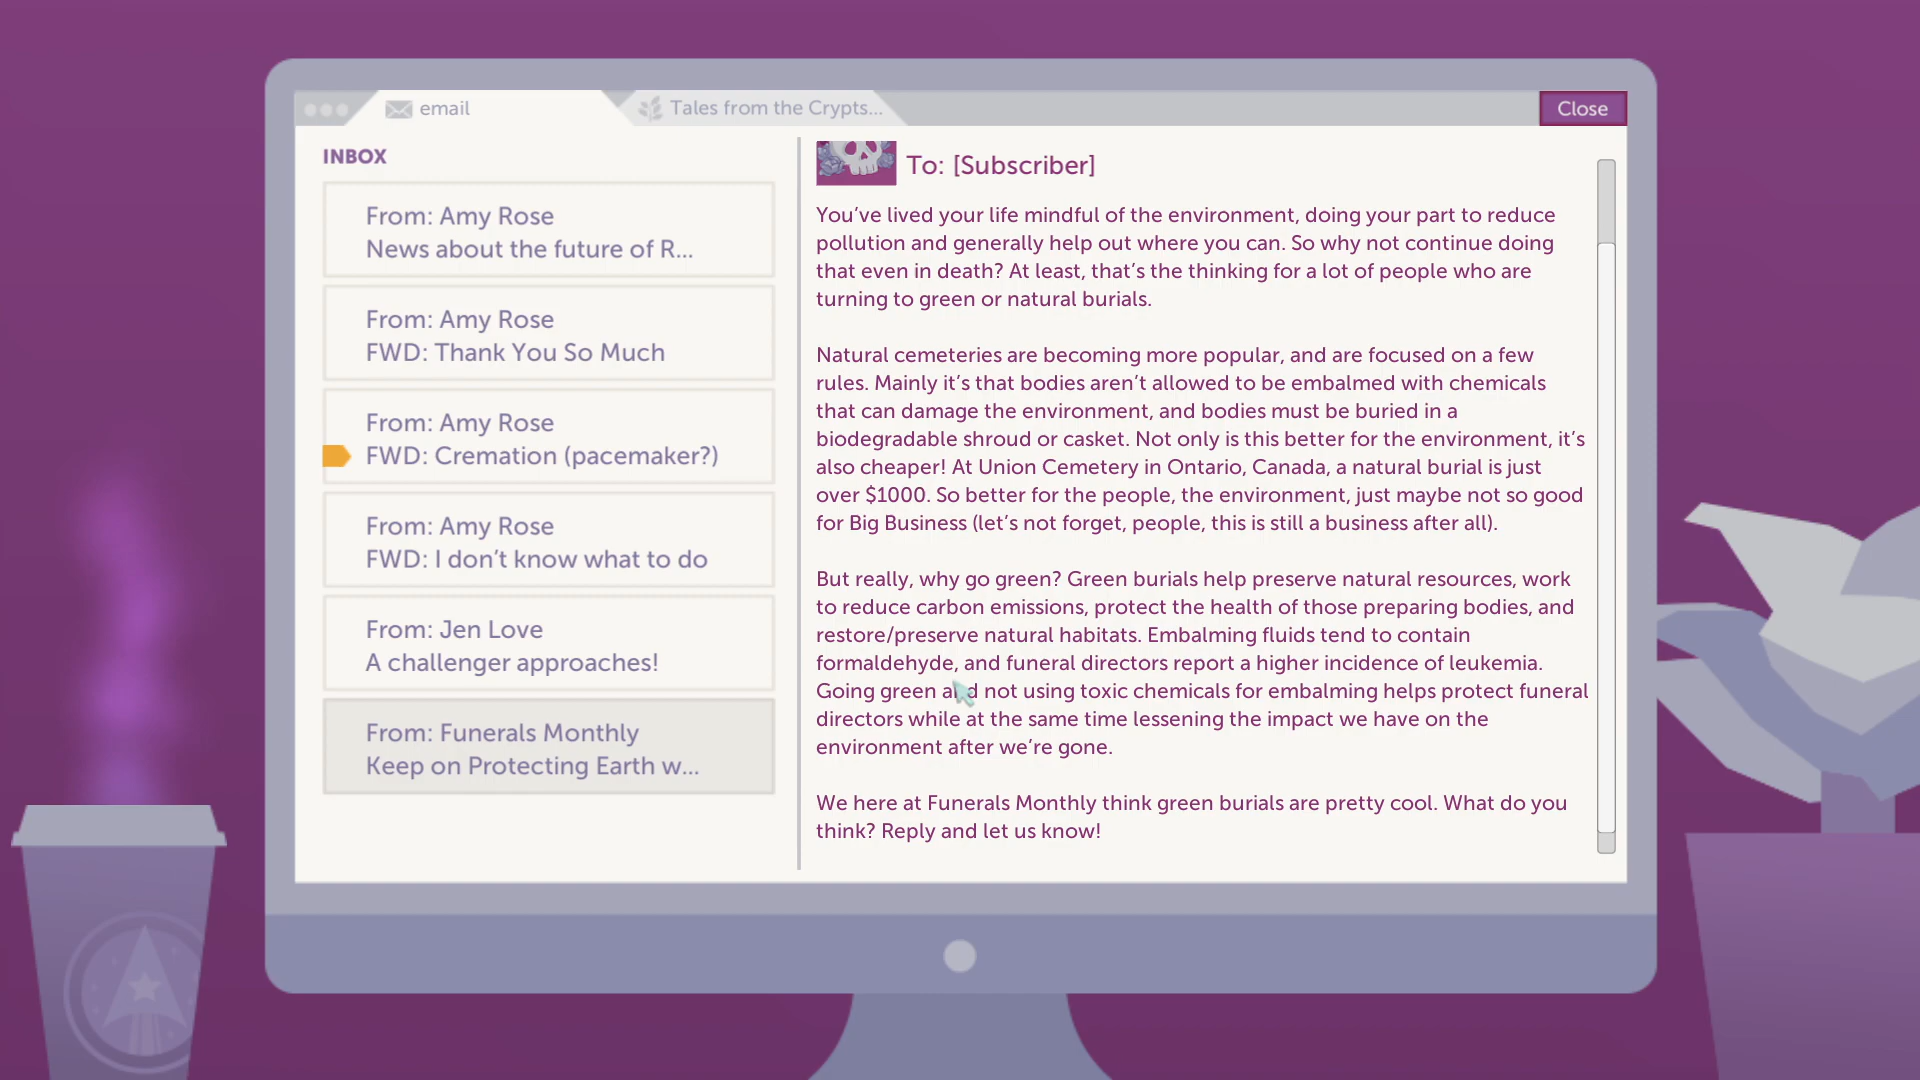 email
Tales from the Crypts...
Close
INBOX
From: Amy Rose
News about the future of R...
From: Amy Rose
FWD: Thank You So Much
From: Amy Rose
FWD: Cremation (pacemaker?)
From: Amy Rose
FWD: I don’t know what to do
From: Jen Love
A challenger approaches!
From: Funerals Monthly
Keep on Protecting Earth w...
To: [Subscriber]
You’ve lived your life mindful of the environment, doing your part to reduce
pollution and generally help out where you can. So why not continue doing
that even in death? At least, that’s the thinking for a lot of people who are
turning to green or natural burials.
Natural cemeteries are becoming more popular, and are focused on a few
rules. Mainly it’s that bodies aren’t allowed to be embalmed with chemicals
that can damage the environment, and bodies must be buried in a
biodegradable shroud or casket. Not only is this better for the environment, it’s
also cheaper! At Union Cemetery in Ontario, Canada, a natural burial is just
over $1000. So better for the people, the environment, just maybe not so good
for Big Business (let’s not forget, people, this is still a business after all).
But really, why go green? Green burials help preserve natural resources, work
to reduce carbon emissions, protect the health of those preparing bodies, and
restore/preserve natural habitats. Embalming fluids tend to contain
formaldehyde, and funeral directors report a higher incidence of leukemia.
Going green and not using toxic chemicals for embalming helps protect funeral
directors while at the same time lessening the impact we have on the
environment after we’re gone.
We here at Funerals Monthly think green burials are pretty cool. What do you
think? Reply and let us know!